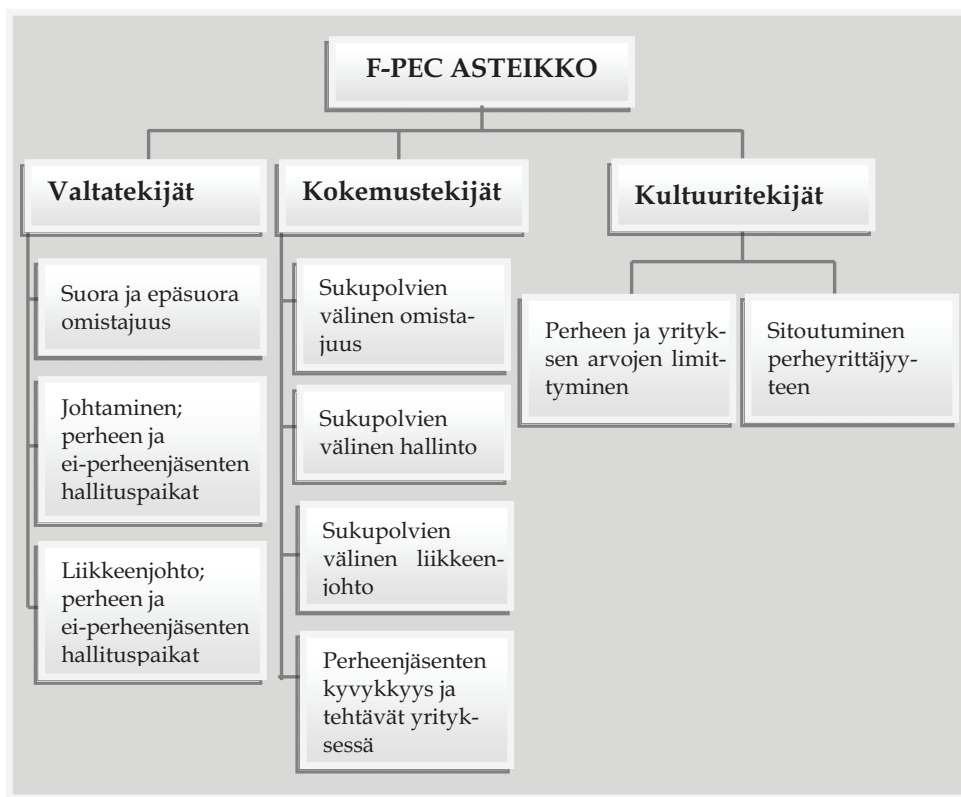 F-PEC ASTEIKKO
Valtatekijät
Suora ja epäsuora
omistajuus
Johtaminen;
perheen ja
ei-perheenjäsenten
hallituspaikat
Liikkeenjohto;
perheen ja
ei-perheenjäsenten
hallituspaikat
Kokemustekijät
Sukupolvien
välinen omista-
juus
Sukupolvien
välinen hallinto
Sukupolvien
välinen liikkeen-
johto
Perheenjäsenten
kyvykkyys ja
tehtävät yrityk-
sessä
Kultuuritekijät
Perheen ja yrityk-
sen arvojen limit-
tyminen
Sitoutuminen
perheyrittäjyy-
teen